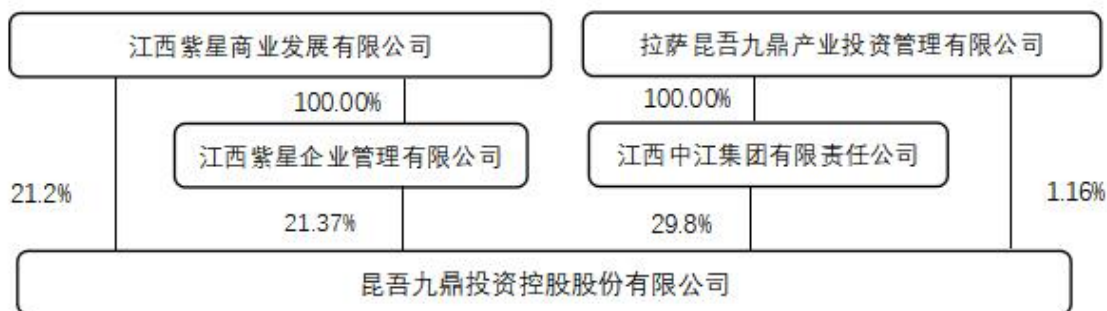 江西紫星商业发展有限公司
拉萨昆吾九鼎产业投资管理有限公司
100.00%
100.00%
江西紫星企业管理有限公司
江西中江集团有限责任公司
21.2%
1.16%
21.37%
29.8%
昆吾九鼎投资控股股份有限公司